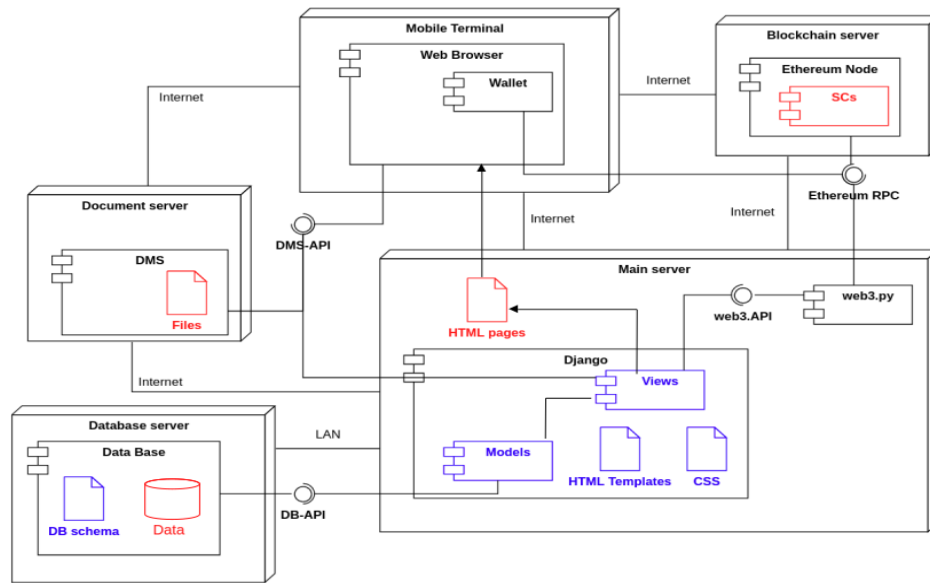 Mobile Terminal
Web Browser
Wallet
Blockchain server
Ethereum Node
SCs
Internet
Internet
Ethereum RPC
Document server
DMS
Files
DMS-API
Internet
Internet
Main server
HTML pages
web3.API
web3.py
Django
Views
Models
HTML Templates
CSS
Internet
LAN
Database server
Data Base
DB schema
Data
DB-API